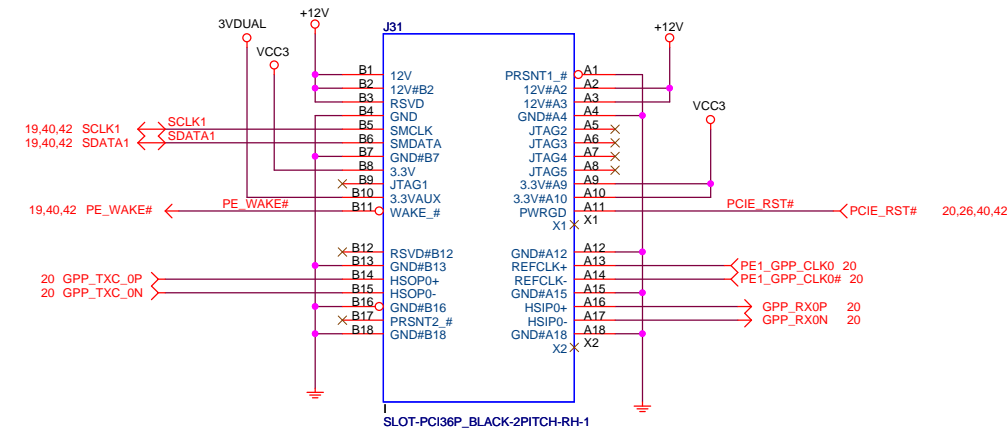 +12V
3VDUAL
VCC3
J31
+12V
VCC3
B1 12V PRSNT1_# A1
B2 12V#B2 12V#A2 A2
B3 RSVD 12V#A3 A3
B4 GND GND#A4 A4
19,40,42 SCLK1 SCLK1 B5 SMCLK JTAG2 A5
19,40,42 SDATA1 SDATA1 B6 SMDATA JTAG3 A6
B7 GND#B7 JTAG4 A7
B8 3.3V JTAG5 A8
B9 JTAG1 3.3V#A9 A9
B10 3.3VAUX 3.3V#A10 A10
19,40,42 PE_WAKE# PE_WAKE# B11 WAKE_# PWRGD A11 PCIE_RST# PCIE_RST# 20,26,40,42
X1 X1
B12 RSVD#B12 GND#A12 A12
B13 GND#B13 REFCLK+ A13 PE1_GPP_CLK0 20
20 GPP_TXC_0P B14 HSOP0+ REFCLK- A14 PE1_GPP_CLK0# 20
20 GPP_TXC_0N B15 HSOP0- GND#A15 A15
B16 GND#B16 HSIP0+ A16 GPP_RX0P 20
B17 PRSNT2_# HSIP0- A17 GPP_RX0N 20
B18 GND#B18 GND#A18 A18
X2 X2
SLOT-PCI36P_BLACK-2PITCH-RH-1